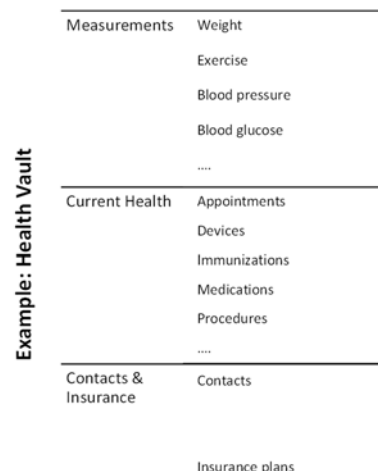 Example: Health Vault
Measurements
Weight
Exercise
Blood pressure
Blood glucose
....
Current Health
Appointments
Devices
Immunizations
Medications
Procedures
....
Contacts &
Insurance
Contacts
Insurance plans